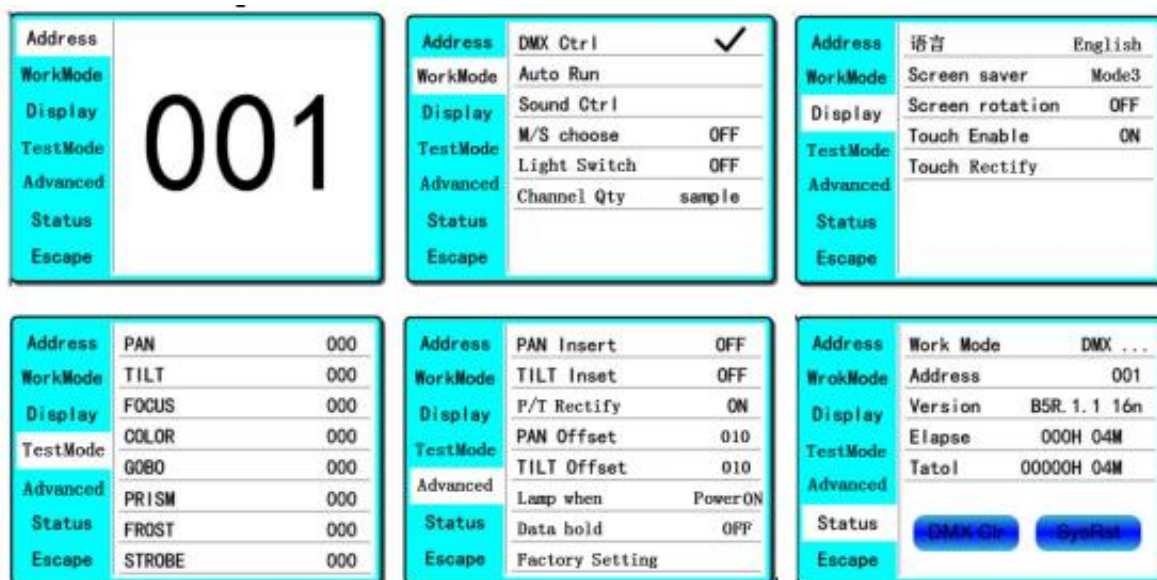 Address
WorkMode
Display
TestMode
Advanced
Status
Escape
001
Address
WorkMode
Display
TestMode
Advanced
Status
Escape
DMX Ctrl ✓
Auto Run
Sound Ctrl
M/S choose OFF
Light Switch OFF
Channel Qty sample
Address
WorkMode
Display
TestMode
Advanced
Status
Escape
语言 English
Screen saver Mode3
Screen rotation OFF
Touch Enable ON
Touch Rectify
Address
WorkMode
Display
TestMode
Advanced
Status
Escape
PAN 000
TILT 000
FOCUS 000
COLOR 000
GOBO 000
PRISM 000
FROST 000
STROBE 000
Address
WorkMode
Display
TestMode
Advanced
Status
Escape
PAN Insert OFF
TILT Inset OFF
P/T Rectify ON
PAN Offset 010
TILT Offset 010
Lamp when PowerON
Data hold OFF
Factory Setting
Address
WrokMode
Display
TestMode
Advanced
Status
Escape
Work Mode DMX ...
Address 001
Version B5R.1.1 16n
Elapse 000H 04M
Tatol 00000H 04M
DMX Clr SysRst